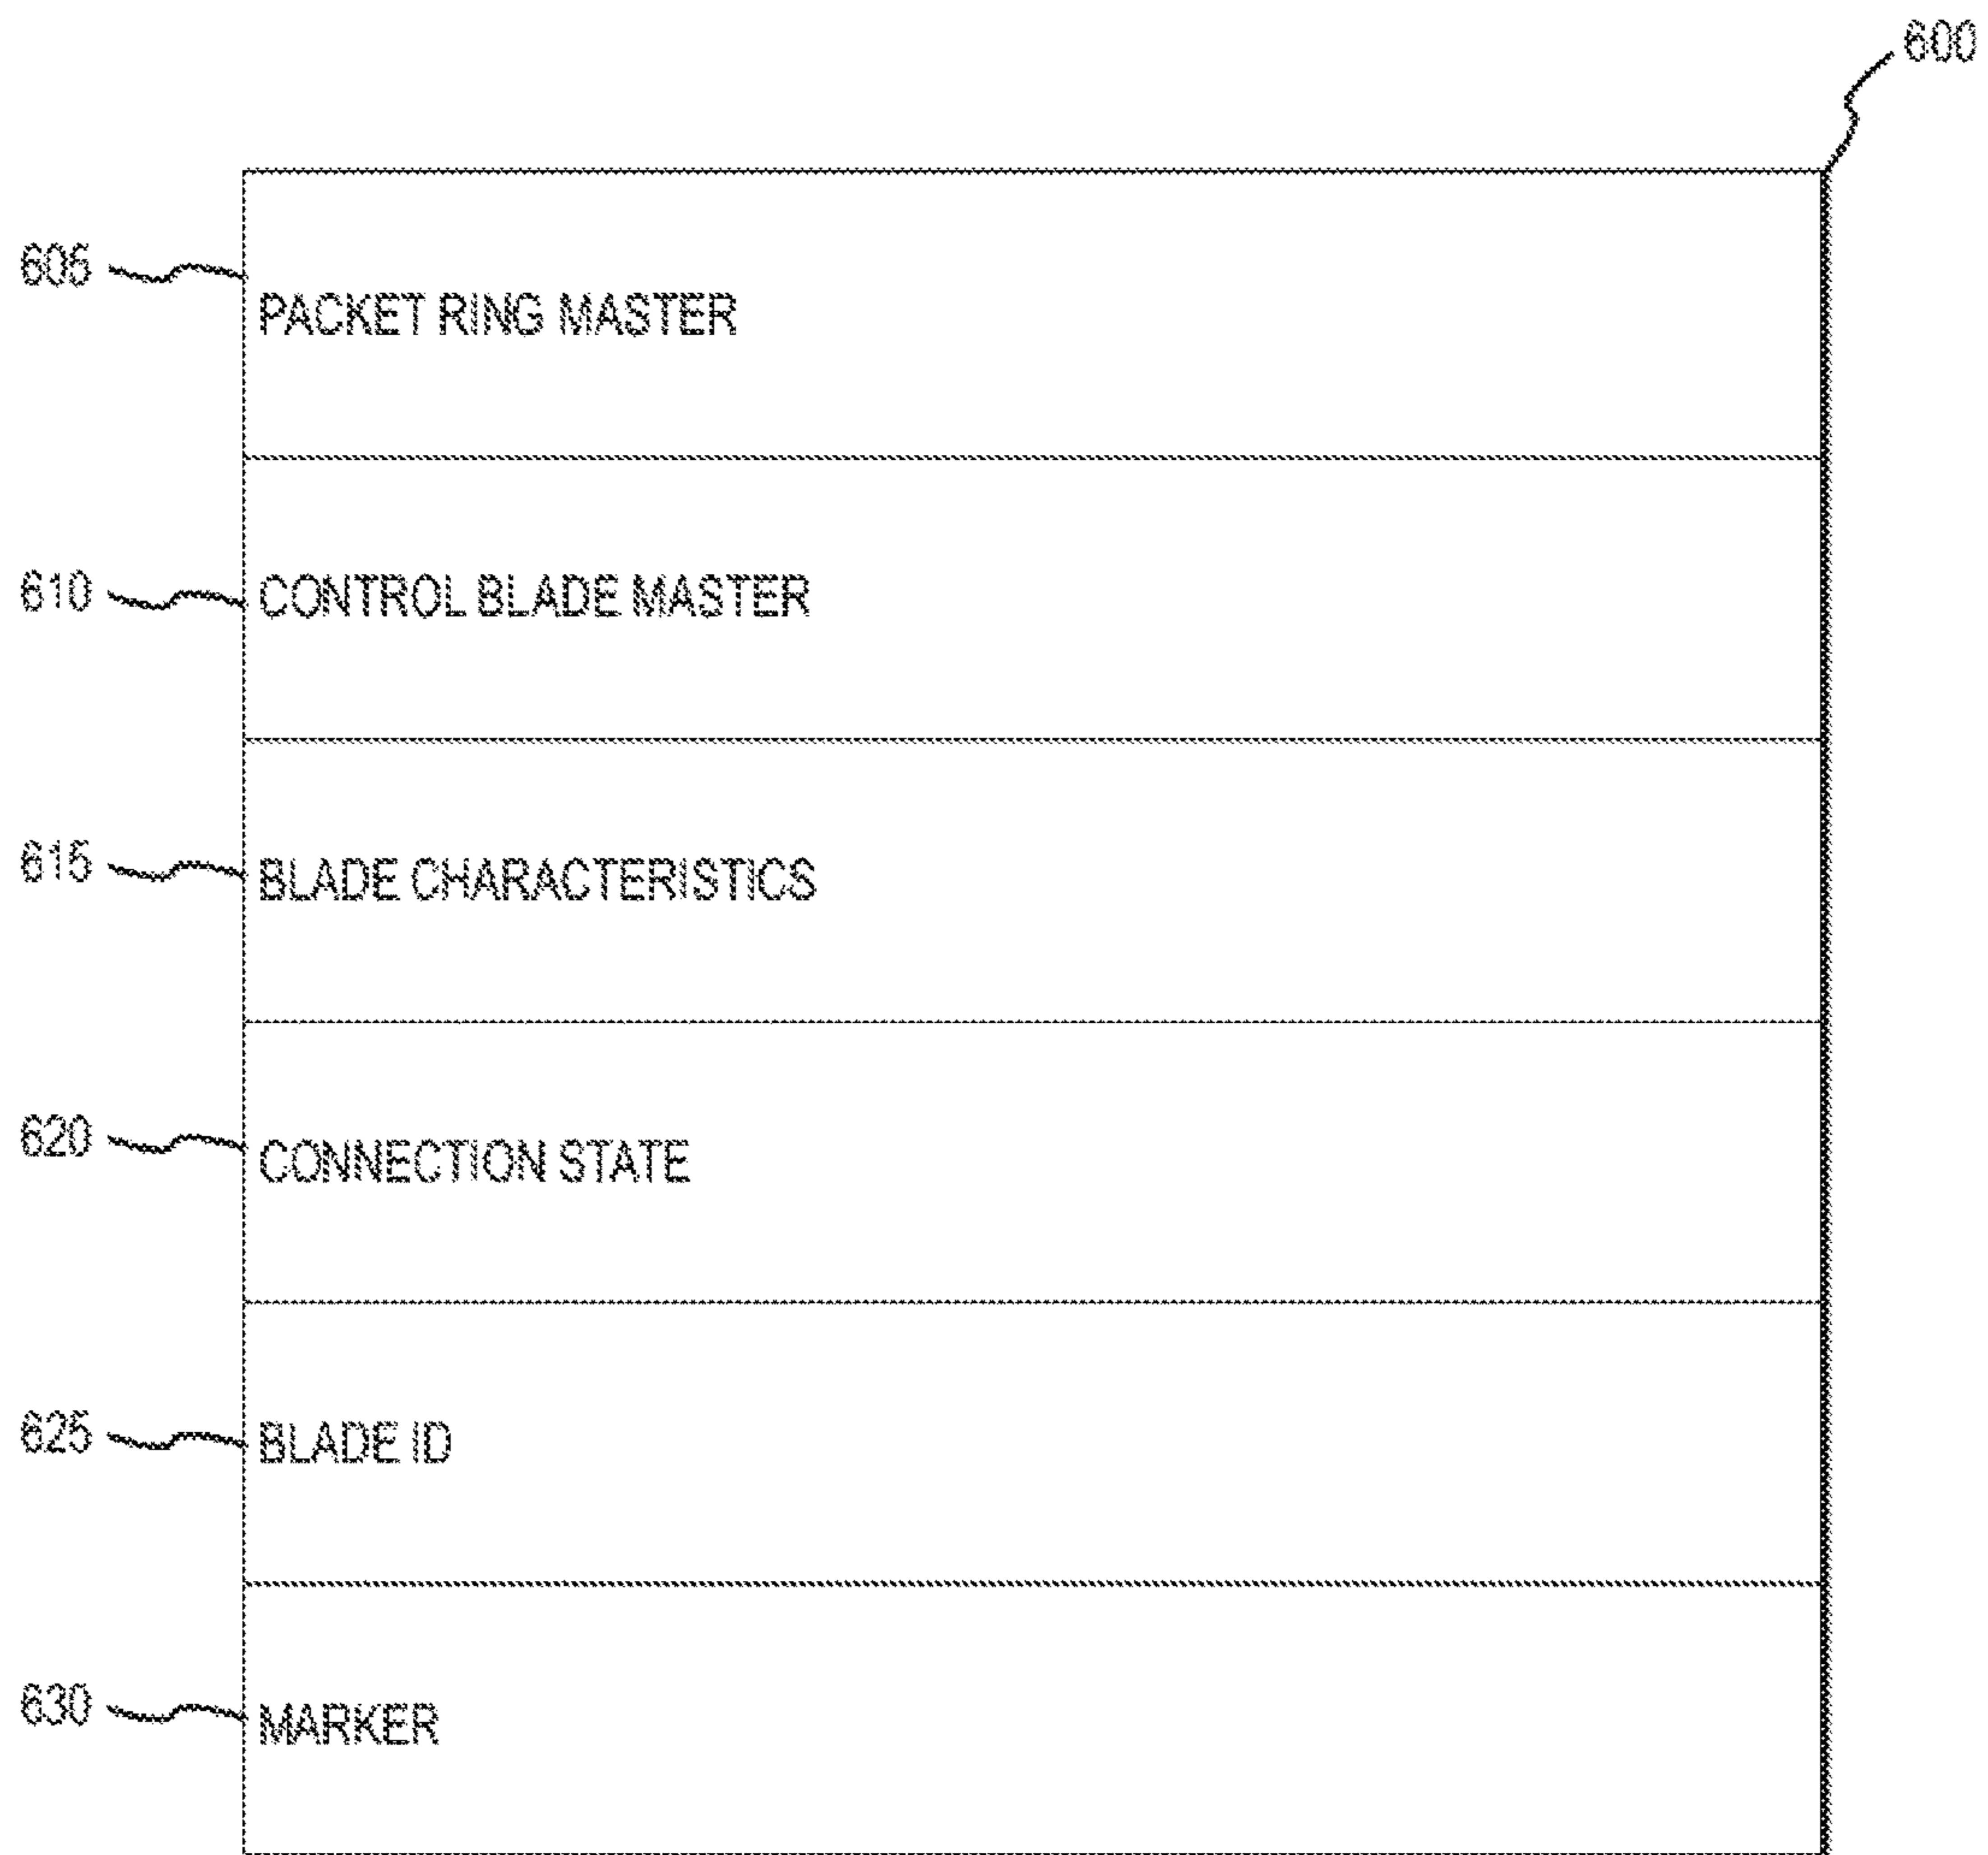 600
605
PACKET RING MASTER
610
CONTROL BLADE MASTER
615
BLADE CHARACTERISTICS
620
CONNECTION STATE
625
BLADE ID
630
MARKER